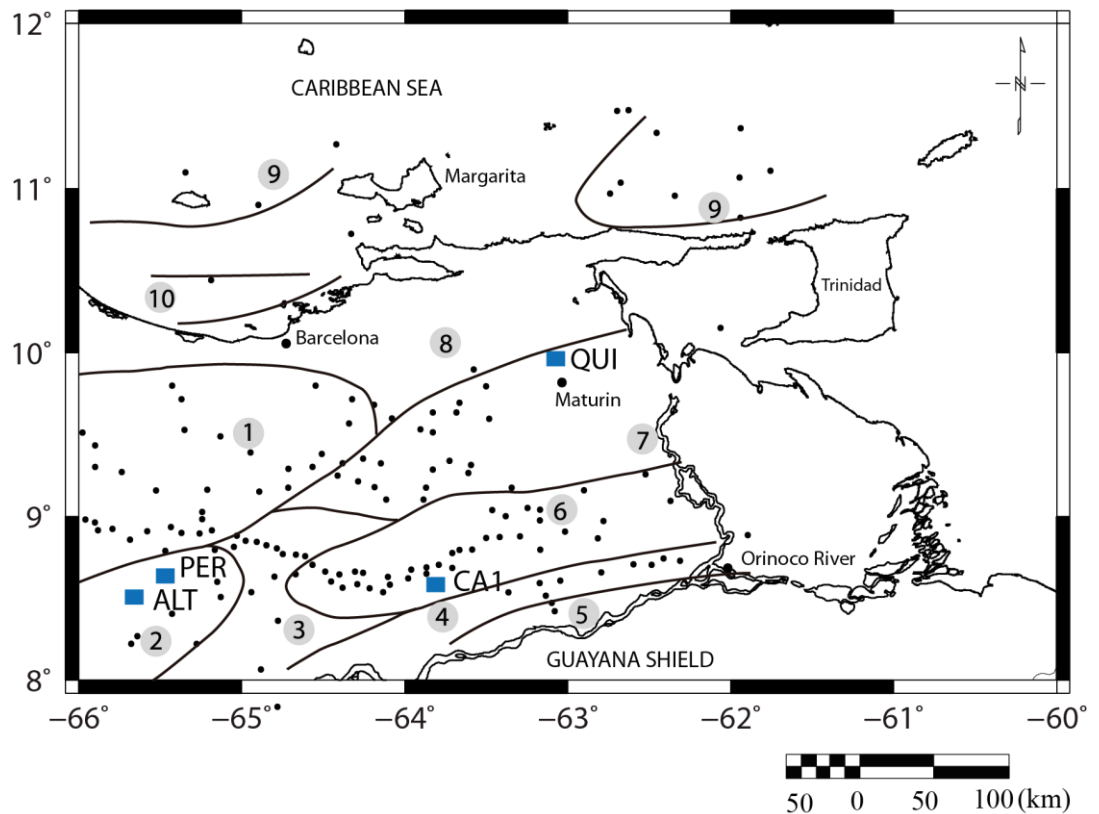 12°
CARIBBEAN SEA
N
11°
9
Margarita
9
10
Trinidad
Barcelona
8
10°
QUI
Maturin
1
7
9°
6
PER
Orinoco River
CA1
ALT
2
3
4
5
GUAYANA SHIELD
8°
−66° −65° −64° −63° −62° −61° −60°
50 0 50 100 (km)